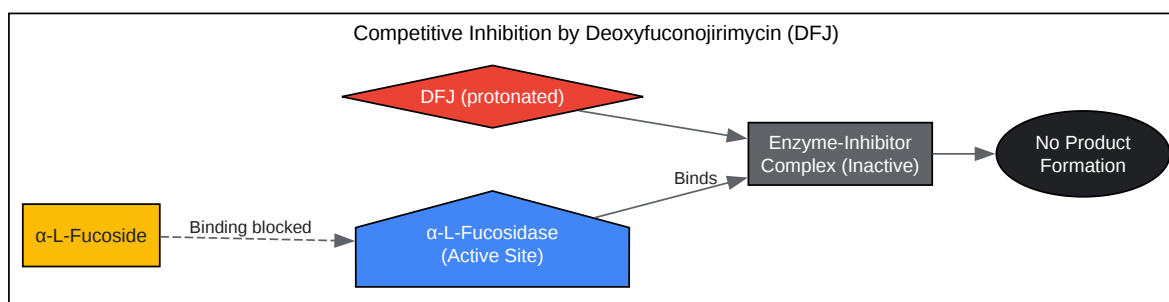 Competitive Inhibition by Deoxyfuconojirimycin (DFJ)
DFJ (protonated)
Enzyme-Inhibitor
Complex (Inactive)
No Product
Formation
Binds
α-L-Fucoside
Binding blocked
α-L-Fucosidase
(Active Site)